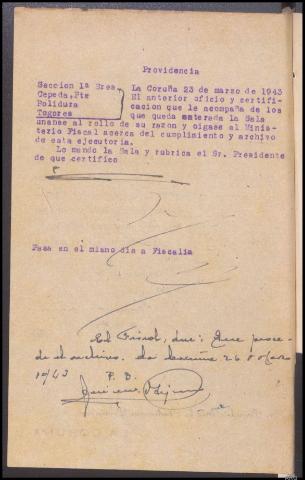 Providencia
Seccion 1ª Sres
Cepeda, Pte
Polidura
Togores
La Coruña 23 de marzo de 1943
El anterior oficio y certifi-
cacion que le acompaña de los
que queda enterada la Sala
unanse al rollo de su razon y oigase al Minis-
terio Fiscal acerca del cumplimiento y archivo
de esta ejecutoria.
Lo mando la Sala y rubrica el Sr. Presidente
de que certifico
Pasa en el mismo dia a Fiscalia
El Fiscal, dice: Que proce-
de el archivo. La Coruña 26
1943
P. D.